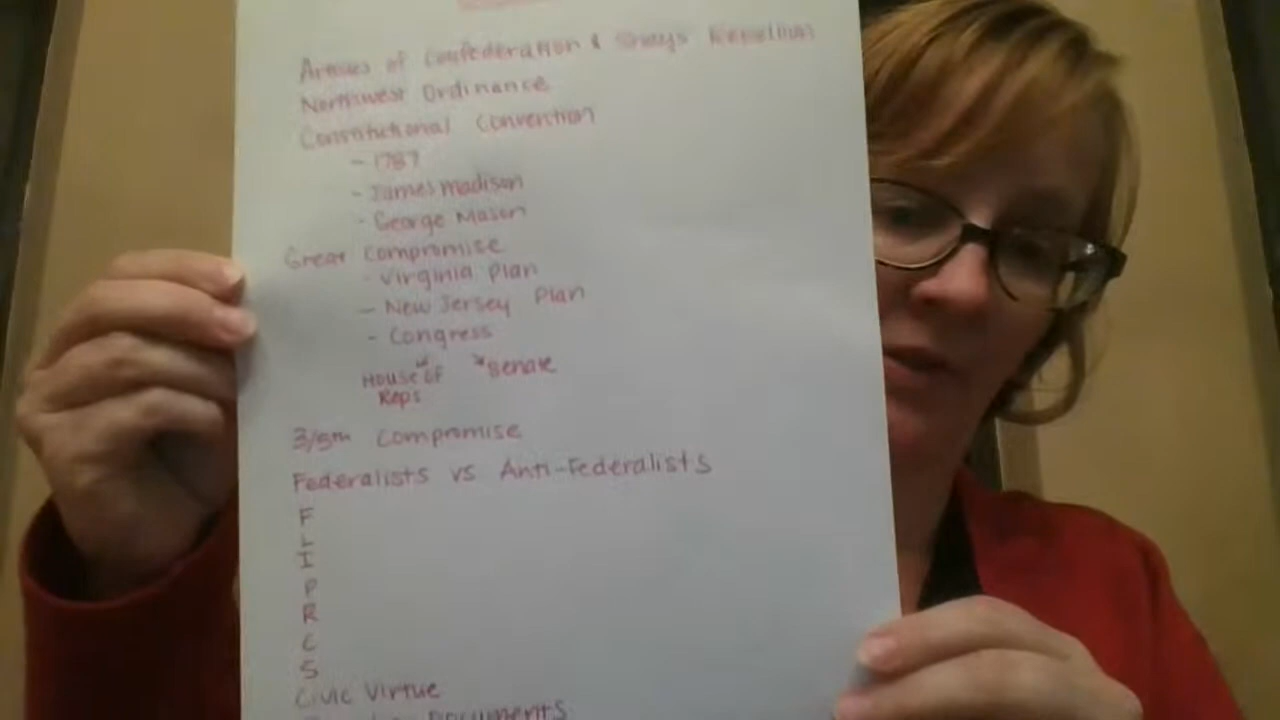 Articles of Confederation & Shays Rebellion
Northwest Ordinance
Constitutional Convention
- 1787
- James Madison
- George Mason
Great Compromise
- Virginia Plan
- New Jersey Plan
- Congress
House of Senate
Reps
3/5th Compromise
Federalists vs Anti-Federalists
F
L
I
P
R
C
S
Civic Virtue
Documents